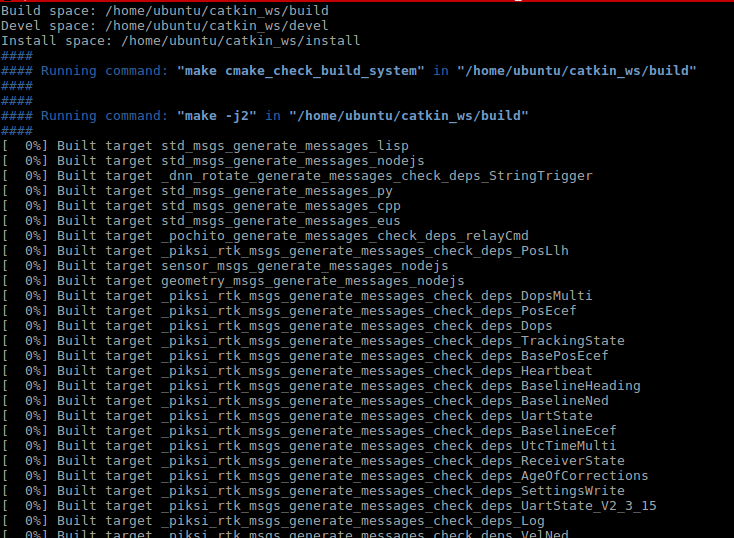 Build space: /home/ubuntu/catkin_ws/build
Devel space: /home/ubuntu/catkin_ws/devel
Install space: /home/ubuntu/catkin_ws/install
####
#### Running command: "make cmake_check_build_system" in "/home/ubuntu/catkin_ws/build"
####
####
#### Running command: "make -j2" in "/home/ubuntu/catkin_ws/build"
####
[  0%] Built target std_msgs_generate_messages_lisp
[  0%] Built target std_msgs_generate_messages_nodejs
[  0%] Built target _dnn_rotate_generate_messages_check_deps_StringTrigger
[  0%] Built target std_msgs_generate_messages_py
[  0%] Built target std_msgs_generate_messages_cpp
[  0%] Built target std_msgs_generate_messages_eus
[  0%] Built target _pochito_generate_messages_check_deps_relayCmd
[  0%] Built target _piksi_rtk_msgs_generate_messages_check_deps_PosLlh
[  0%] Built target sensor_msgs_generate_messages_nodejs
[  0%] Built target geometry_msgs_generate_messages_nodejs
[  0%] Built target _piksi_rtk_msgs_generate_messages_check_deps_DopsMulti
[  0%] Built target _piksi_rtk_msgs_generate_messages_check_deps_PosEcef
[  0%] Built target _piksi_rtk_msgs_generate_messages_check_deps_Dops
[  0%] Built target _piksi_rtk_msgs_generate_messages_check_deps_TrackingState
[  0%] Built target _piksi_rtk_msgs_generate_messages_check_deps_BasePosEcef
[  0%] Built target _piksi_rtk_msgs_generate_messages_check_deps_Heartbeat
[  0%] Built target _piksi_rtk_msgs_generate_messages_check_deps_BaselineHeading
[  0%] Built target _piksi_rtk_msgs_generate_messages_check_deps_BaselineNed
[  0%] Built target _piksi_rtk_msgs_generate_messages_check_deps_UartState
[  0%] Built target _piksi_rtk_msgs_generate_messages_check_deps_BaselineEcef
[  0%] Built target _piksi_rtk_msgs_generate_messages_check_deps_UtcTimeMulti
[  0%] Built target _piksi_rtk_msgs_generate_messages_check_deps_ReceiverState
[  0%] Built target _piksi_rtk_msgs_generate_messages_check_deps_AgeOfCorrections
[  0%] Built target _piksi_rtk_msgs_generate_messages_check_deps_SettingsWrite
[  0%] Built target _piksi_rtk_msgs_generate_messages_check_deps_UartState_V2_3_15
[  0%] Built target _piksi_rtk_msgs_generate_messages_check_deps_Log
[  0%] Built target _piksi_rtk_msgs_generate_messages_check_deps_VelNed